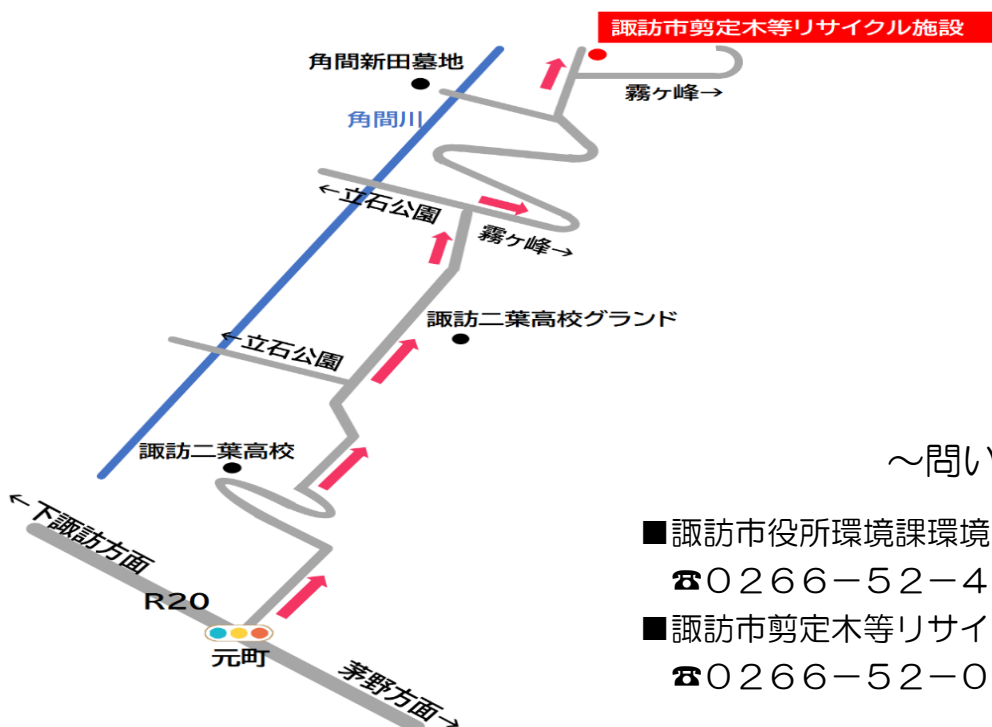 諏訪市剪定木等リサイクル施設
角間新田墓地
霧ヶ峰→
角間川
←立石公園
霧ヶ峰→
諏訪二葉高校グランド
←立石公園
諏訪二葉高校
←下諏訪方面
R20
元町
茅野方面→
～問い
■諏訪市役所環境課環境
☎0266－52－4
■諏訪市剪定木等リサイ
☎0266－52－0